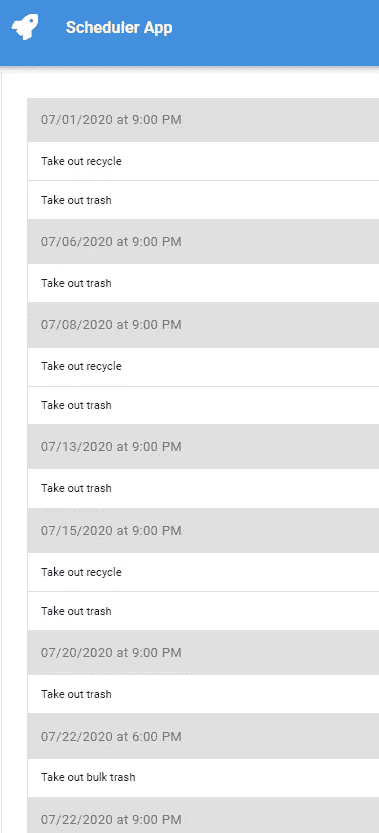 Scheduler App
07/01/2020 at 9:00 PM
Take out recycle
Take out trash
07/06/2020 at 9:00 PM
Take out trash
07/08/2020 at 9:00 PM
Take out recycle
Take out trash
07/13/2020 at 9:00 PM
Take out trash
07/15/2020 at 9:00 PM
Take out recycle
Take out trash
07/20/2020 at 9:00 PM
Take out trash
07/22/2020 at 6:00 PM
Take out bulk trash
07/22/2020 at 9:00 PM